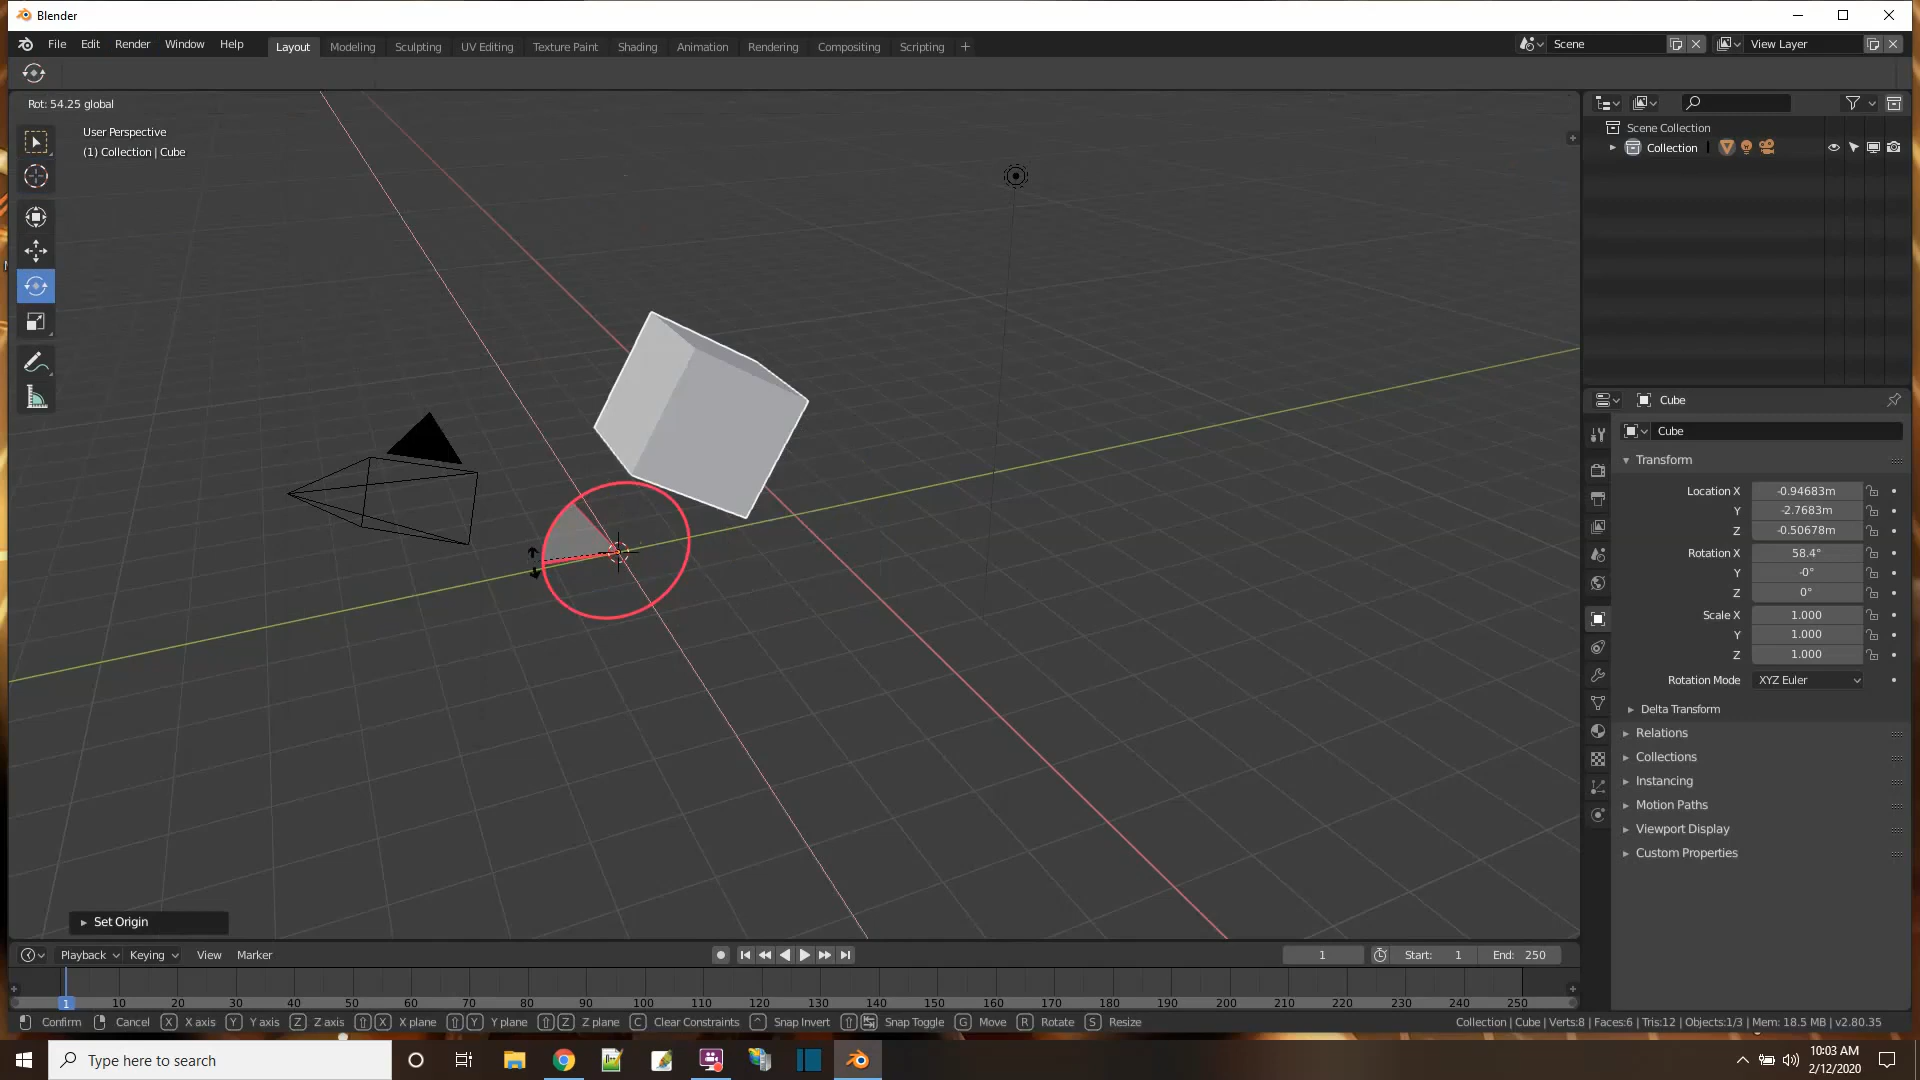 Blender
File Edit Render Window Help Layout Modeling Sculpting UV Editing Texture Paint Shading Animation Rendering Compositing Scripting + Scene View Layer
Rot: 54.25 global
User Perspective
(1) Collection | Cube
Scene Collection
Collection
Cube
Cube
Transform
Location X -0.94683m
Y -2.7683m
Z -0.50678m
Rotation X 58.4°
Y -0°
Z 0°
Scale X 1.000
Y 1.000
Z 1.000
Rotation Mode XYZ Euler
Delta Transform
Relations
Collections
Instancing
Motion Paths
Viewport Display
Custom Properties
Set Origin
Playback Keying View Marker 1 Start: 1 End: 250
1 10 20 30 40 50 60 70 80 90 100 110 120 130 140 150 160 170 180 190 200 210 220 230 240 250
Confirm Cancel X X axis Y Y axis Z Z axis X X plane Y Y plane Z Z plane C Clear Constraints ^ Snap Invert Snap Toggle G Move R Rotate S Resize Collection | Cube | Verts:8 | Faces:6 | Tris:12 | Objects:1/3 | Mem: 18.5 MB | v2.80.35
Type here to search
10:03 AM
2/12/2020